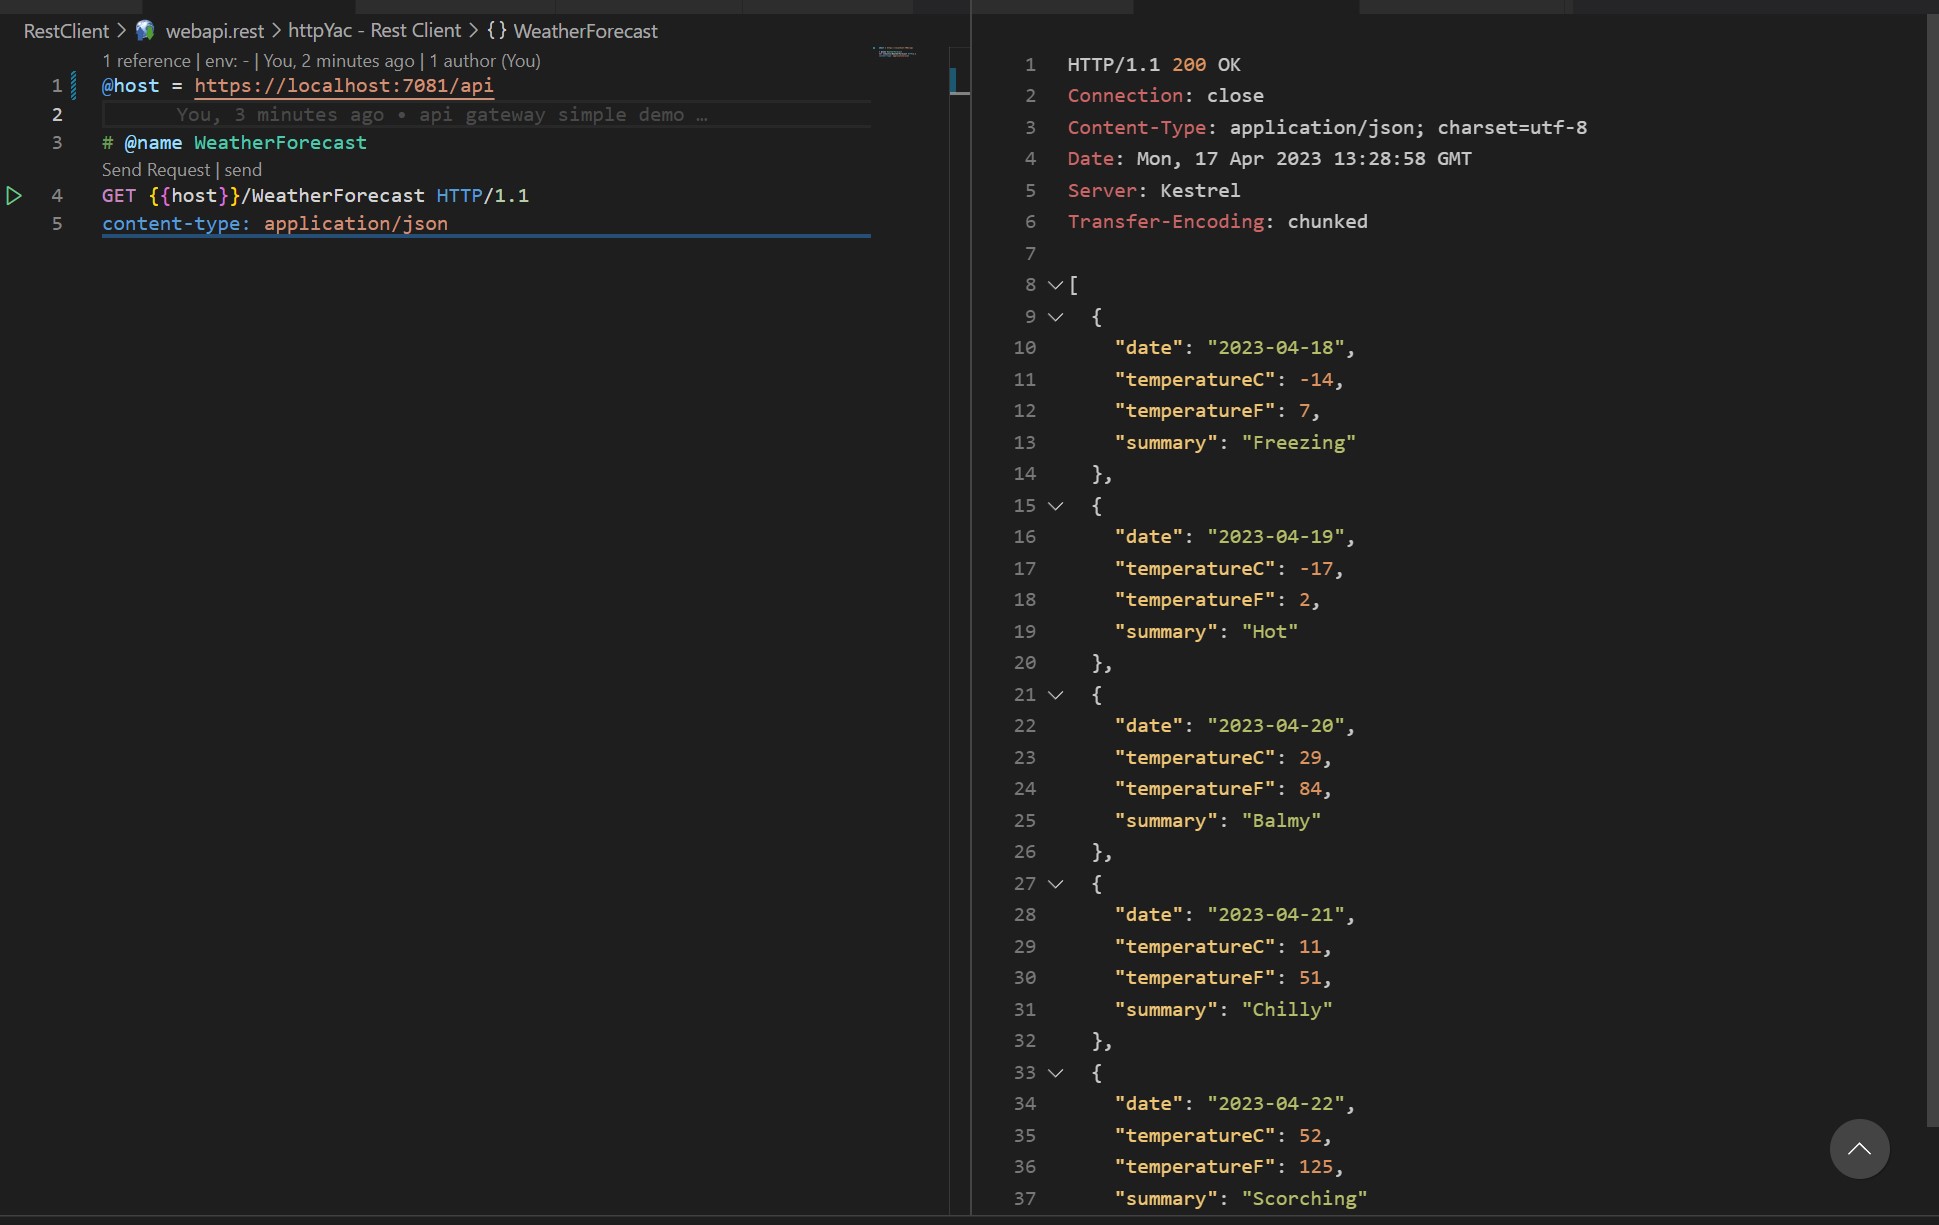 RestClient > webapi.rest > httpYac - Rest Client > {} WeatherForecast
1 reference | env: - | You, 2 minutes ago | 1 author (You)
1 @host = https://localhost:7081/api
2 You, 3 minutes ago • api gateway simple demo …
3 # @name WeatherForecast
Send Request | send
4 GET {{host}}/WeatherForecast HTTP/1.1
5 content-type: application/json
1 HTTP/1.1 200 OK
2 Connection: close
3 Content-Type: application/json; charset=utf-8
4 Date: Mon, 17 Apr 2023 13:28:58 GMT
5 Server: Kestrel
6 Transfer-Encoding: chunked
7
8 [
9 {
10 "date": "2023-04-18",
11 "temperatureC": -14,
12 "temperatureF": 7,
13 "summary": "Freezing"
14 },
15 {
16 "date": "2023-04-19",
17 "temperatureC": -17,
18 "temperatureF": 2,
19 "summary": "Hot"
20 },
21 {
22 "date": "2023-04-20",
23 "temperatureC": 29,
24 "temperatureF": 84,
25 "summary": "Balmy"
26 },
27 {
28 "date": "2023-04-21",
29 "temperatureC": 11,
30 "temperatureF": 51,
31 "summary": "Chilly"
32 },
33 {
34 "date": "2023-04-22",
35 "temperatureC": 52,
36 "temperatureF": 125,
37 "summary": "Scorching"